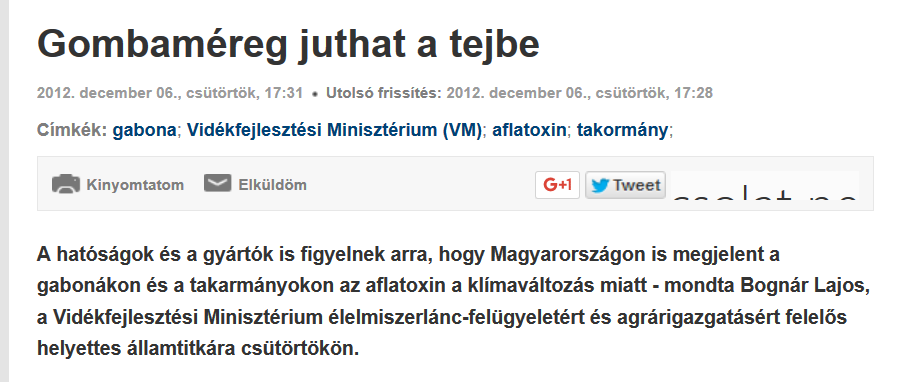 Gombaméreg juthat a tejbe
2012. december 06., csütörtök, 17:31 • Utolsó frissítés: 2012. december 06., csütörtök, 17:28
Címkék: gabona; Vidékfejlesztési Minisztérium (VM); aflatoxin; takormány;
Kinyomtatom Elküldöm G+1 Tweet
A hatóságok és a gyártók is figyelnek arra, hogy Magyarországon is megjelent a
gabonákon és a takarmányokon az aflatoxin a klímaváltozás miatt - mondta Bognár Lajos,
a Vidékfejlesztési Minisztérium élelmiszerlánc-felügyeletért és agrárigazgatásért felelős
helyettes államtitkára csütörtökön.